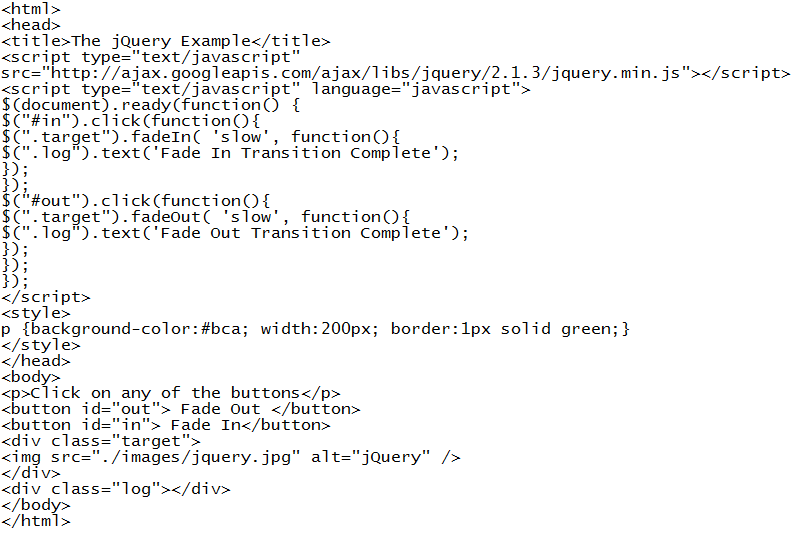 <html>
<head>
<title>The jQuery Example</title>
<script type="text/javascript"
src="http://ajax.googleapis.com/ajax/libs/jquery/2.1.3/jquery.min.js"></script>
<script type="text/javascript" language="javascript">
$(document).ready(function() {
$("#in").click(function(){
$(".target").fadeIn( 'slow', function(){
$(".log").text('Fade In Transition Complete');
});
});
$("#out").click(function(){
$(".target").fadeOut( 'slow', function(){
$(".log").text('Fade Out Transition Complete');
});
});
});
</script>
<style>
p {background-color:#bca; width:200px; border:1px solid green;}
</style>
</head>
<body>
<p>Click on any of the buttons</p>
<button id="out"> Fade Out </button>
<button id="in"> Fade In</button>
<div class="target">
<img src="./images/jquery.jpg" alt="jQuery" />
</div>
<div class="log"></div>
</body>
</html>